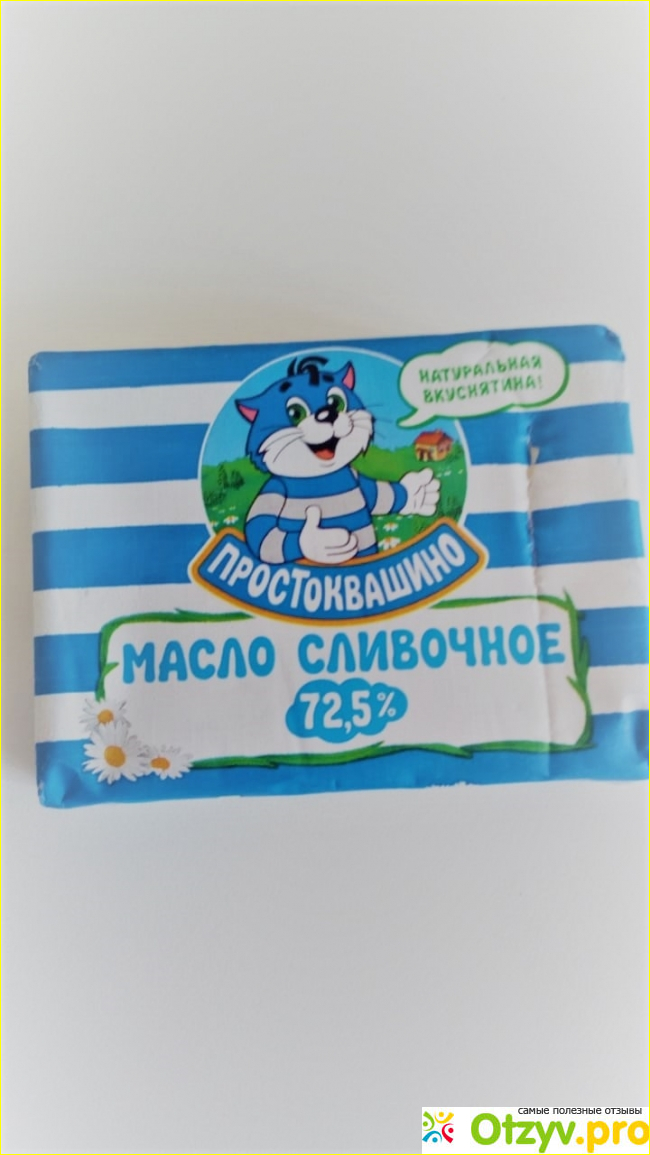 НАТУРАЛЬНАЯ
ВКУСНЯТИНА!
ПРОСТОКВАШИНО
МАСЛО СЛИВОЧНОЕ
72,5%
самые полезные отзывы
Otzyv.pro